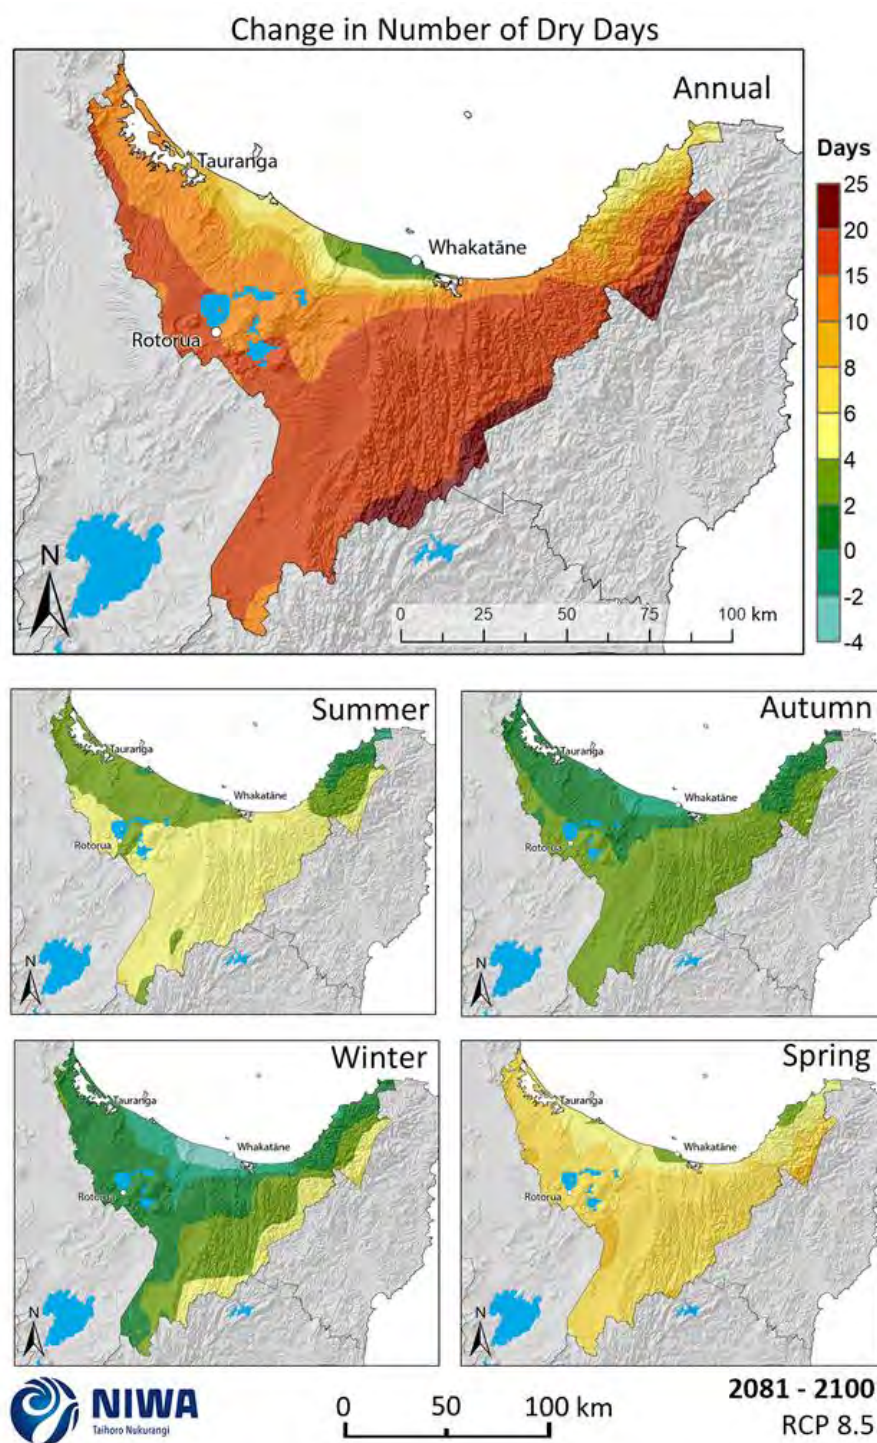 Change in Number of Dry Days
Annual
Tauranga
Whakatāne
Rotorua
N
0 25 50 75 100 km
Days
25
20
15
10
8
6
4
2
0
-2
-4
Summer
Tauranga
Whakatāne
Rotorua
N
Autumn
Tauranga
Whakatāne
Rotorua
N
Winter
Tauranga
Whakatāne
Rotorua
N
Spring
Tauranga
Whakatāne
Rotorua
N
NIWA
Taihoro Nukurangi
0 50 100 km
2081 - 2100
RCP 8.5